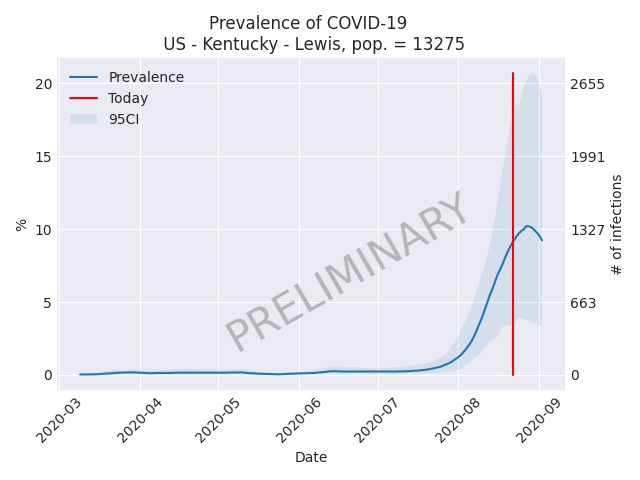 Prevalence of COVID-19
US - Kentucky - Lewis, pop. = 13275
Prevalence
Today
95CI
20
15
10
5
0
%
2655
1991
1327
663
0
# of infections
PRELIMINARY
2020-03
2020-04
2020-05
2020-06
2020-07
2020-08
2020-09
Date